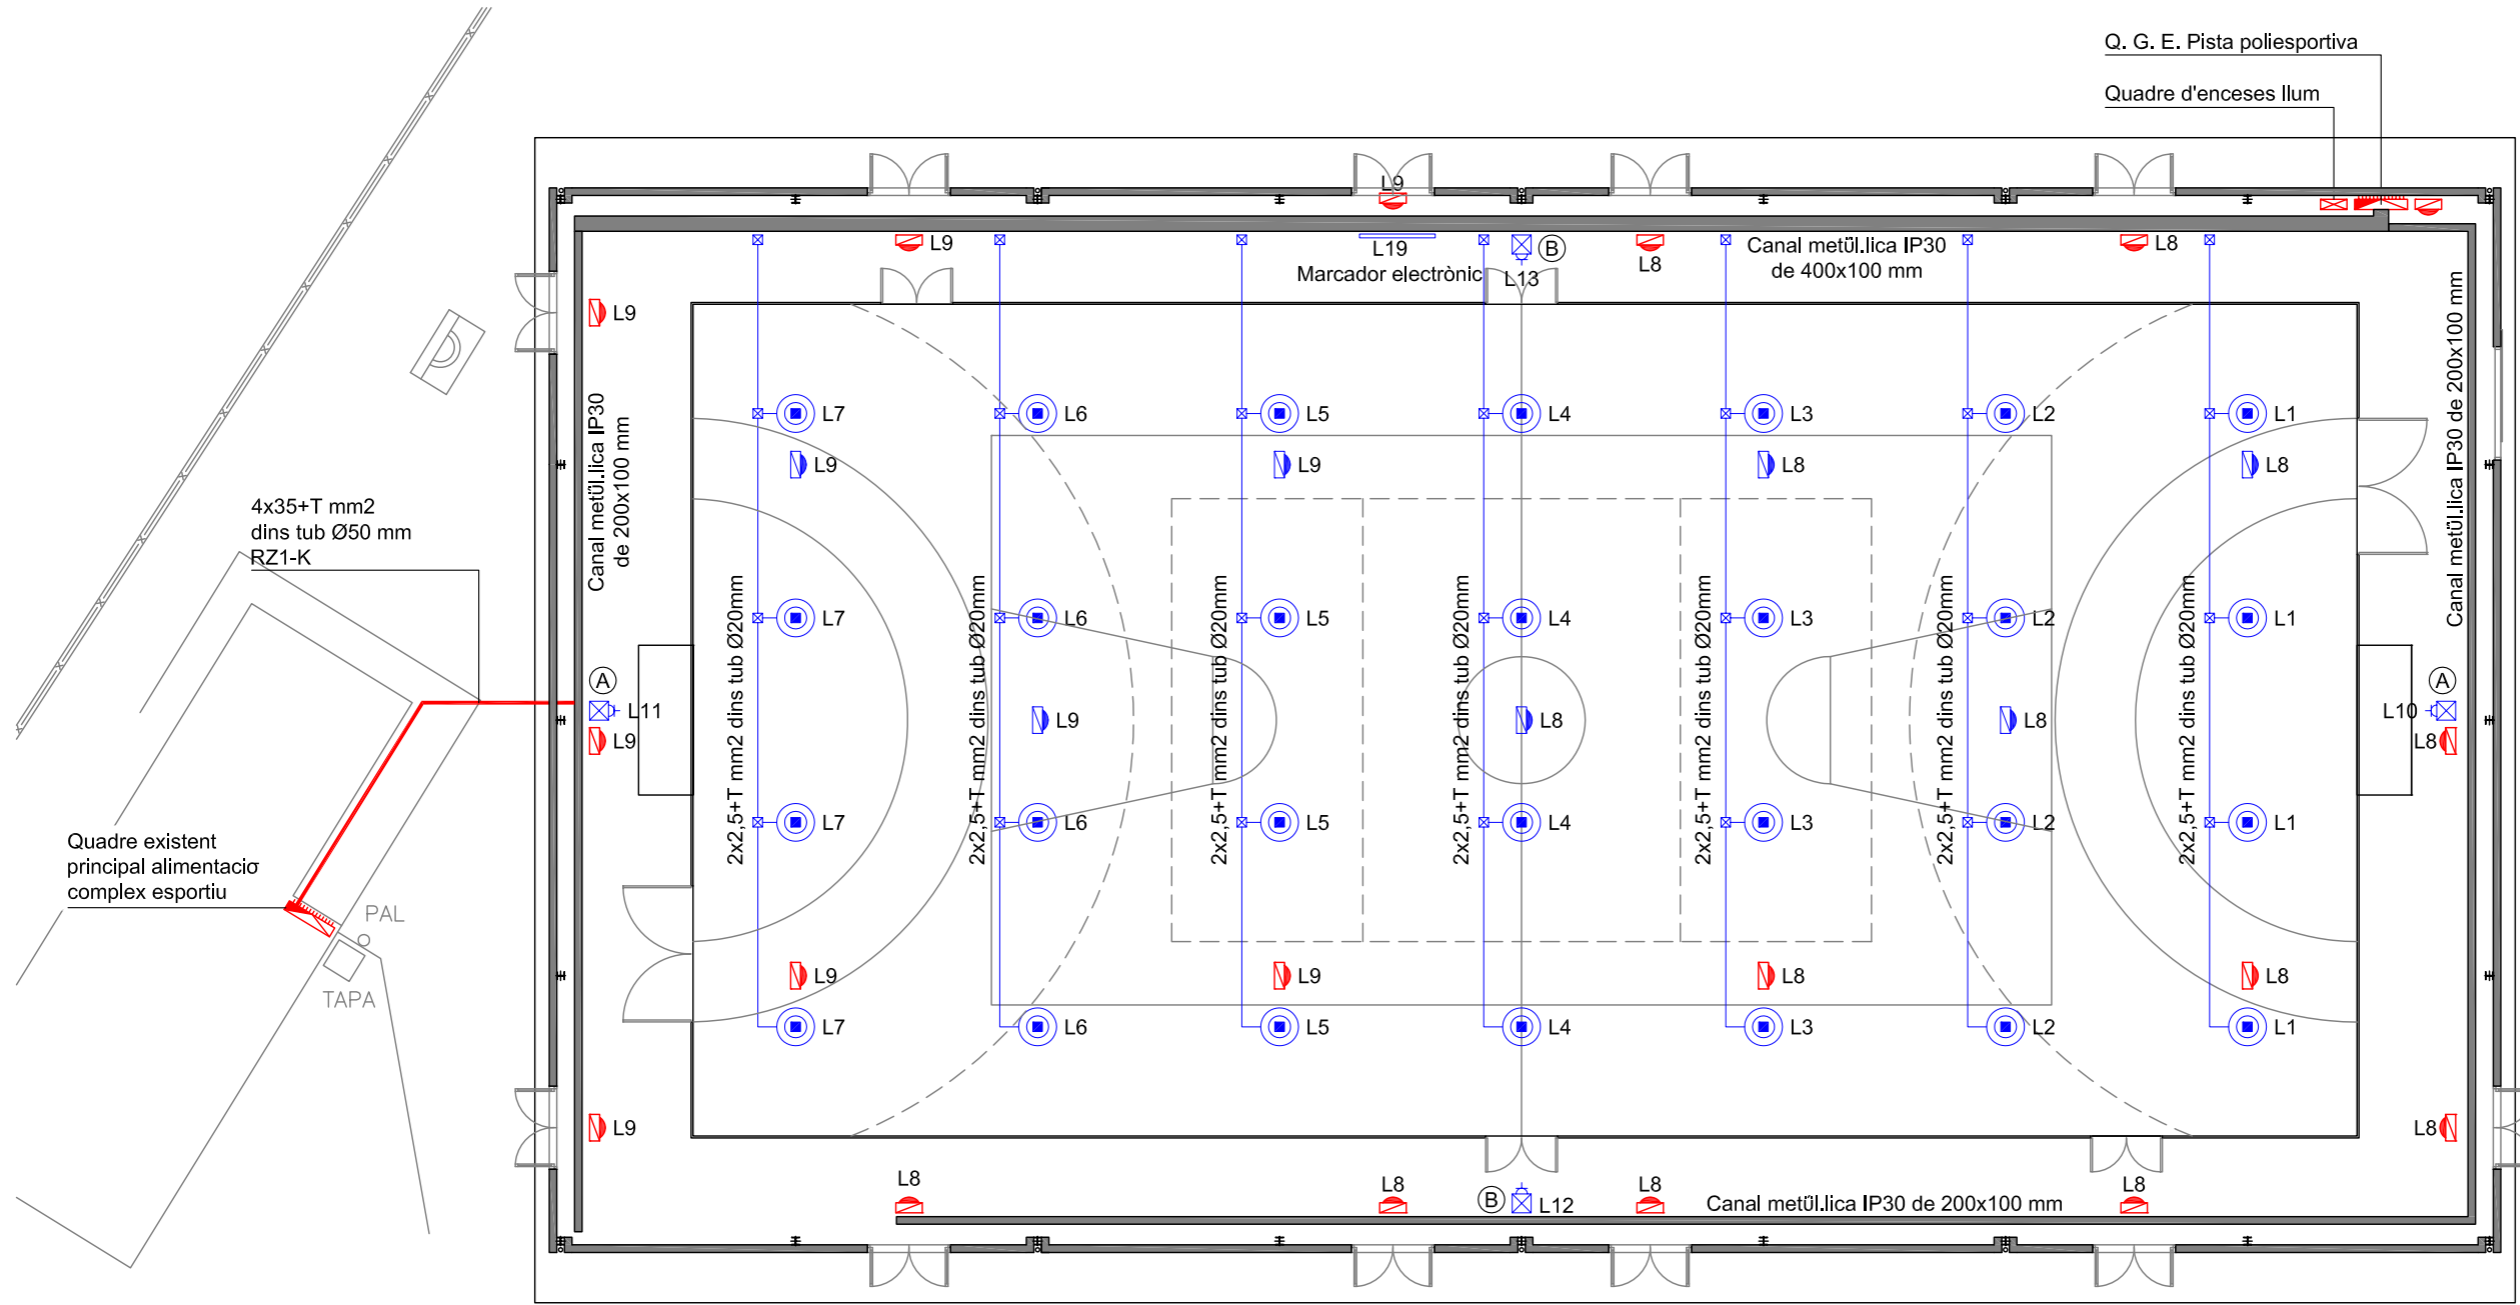 Q. G. E. Pista poliesportiva
Quadre d'enceses llum
L9
L9
L19
Marcador electrònic
B
L13
L8
Canal metŭl.lica IP30
de 400x100 mm
L8
L9
Canal metŭl.lica IP30
de 200x100 mm
Canal metŭl.lica IP30 de 200x100 mm
L7
L6
L5
L4
L3
L2
L1
L9
L9
L8
L8
4x35+T mm2
dins tub Ø50 mm
RZ1-K
2x2,5+T mm2 dins tub Ø20mm
2x2,5+T mm2 dins tub Ø20mm
2x2,5+T mm2 dins tub Ø20mm
2x2,5+T mm2 dins tub Ø20mm
2x2,5+T mm2 dins tub Ø20mm
2x2,5+T mm2 dins tub Ø20mm
2x2,5+T mm2 dins tub Ø20mm
L7
L6
L5
L4
L3
L2
L1
A
L11
L9
L9
L8
L8
A
L10
L8
L7
L6
L5
L4
L3
L2
L1
Quadre existent
principal alimentaciσ
complex esportiu
PAL
TAPA
L9
L9
L8
L8
L7
L6
L5
L4
L3
L2
L1
L9
L8
L8
L8
B
L12
L8
L8
Canal metŭl.lica IP30 de 200x100 mm